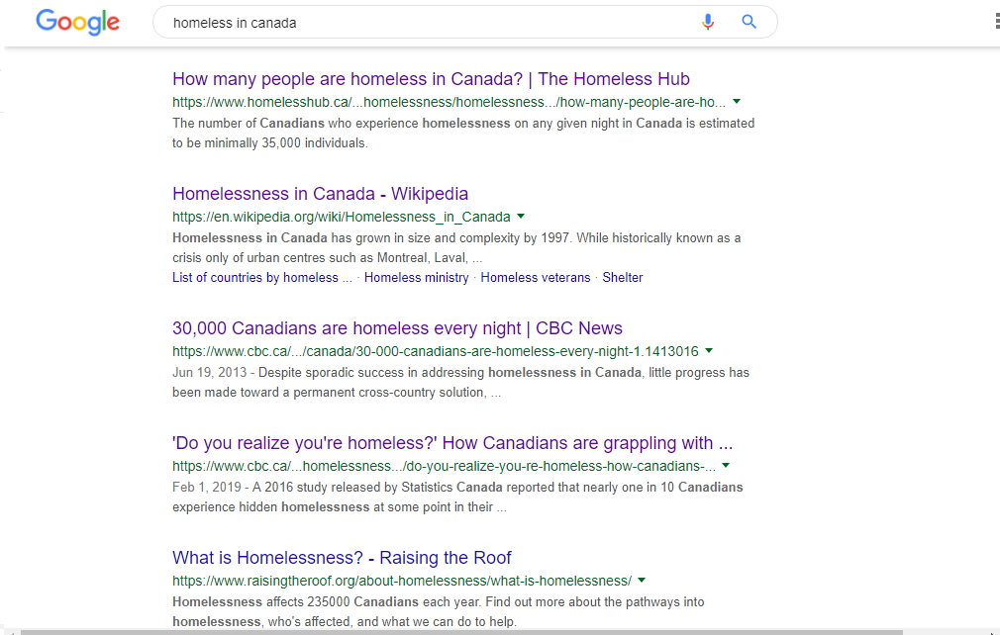 Google
homeless in canada
How many people are homeless in Canada? | The Homeless Hub
https://www.homelesshub.ca/...homelessness/homelessness.../how-many-people-are-ho...
The number of Canadians who experience homelessness on any given night in Canada is estimated
to be minimally 35,000 individuals.
Homelessness in Canada - Wikipedia
https://en.wikipedia.org/wiki/Homelessness_in_Canada
Homelessness in Canada has grown in size and complexity by 1997. While historically known as a
crisis only of urban centres such as Montreal, Laval, ...
List of countries by homeless ... · Homeless ministry · Homeless veterans · Shelter
30,000 Canadians are homeless every night | CBC News
https://www.cbc.ca/.../canada/30-000-canadians-are-homeless-every-night-1.1413016
Jun 19, 2013 - Despite sporadic success in addressing homelessness in Canada, little progress has
been made toward a permanent cross-country solution, ...
'Do you realize you're homeless?' How Canadians are grappling with ...
https://www.cbc.ca/...homelessness.../do-you-realize-you-re-homeless-how-canadians-...
Feb 1, 2019 - A 2016 study released by Statistics Canada reported that nearly one in 10 Canadians
experience hidden homelessness at some point in their ...
What is Homelessness? - Raising the Roof
https://www.raisingtheroof.org/about-homelessness/what-is-homelessness/
Homelessness affects 235000 Canadians each year. Find out more about the pathways into
homelessness, who's affected, and what we can do to help.